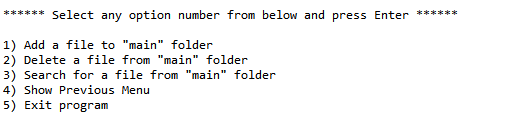 ****** Select any option number from below and press Enter ******
1) Add a file to "main" folder
2) Delete a file from "main" folder
3) Search for a file from "main" folder
4) Show Previous Menu
5) Exit program